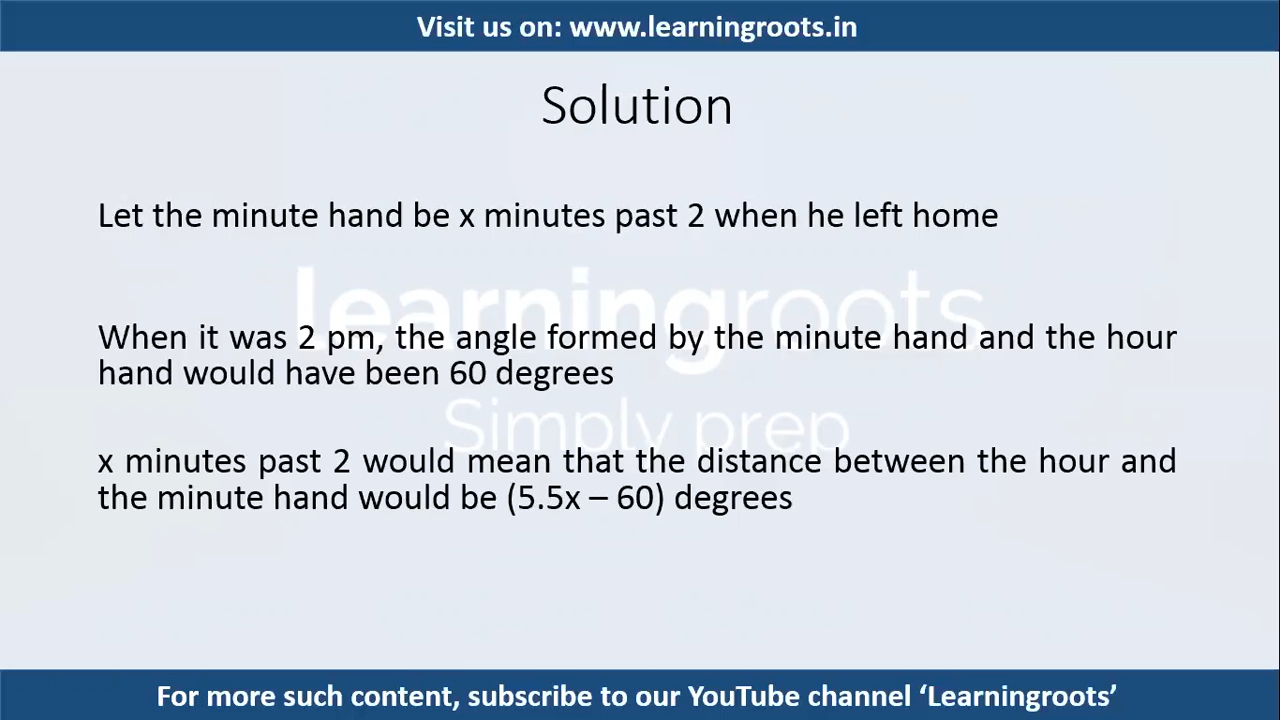 Visit us on: www.learningroots.in
Solution
Let the minute hand be x minutes past 2 when he left home
learningroots
When it was 2 pm, the angle formed by the minute hand and the hour
hand would have been 60 degrees
Simply prep
x minutes past 2 would mean that the distance between the hour and
the minute hand would be (5.5x – 60) degrees
For more such content, subscribe to our YouTube channel ‘Learningroots’